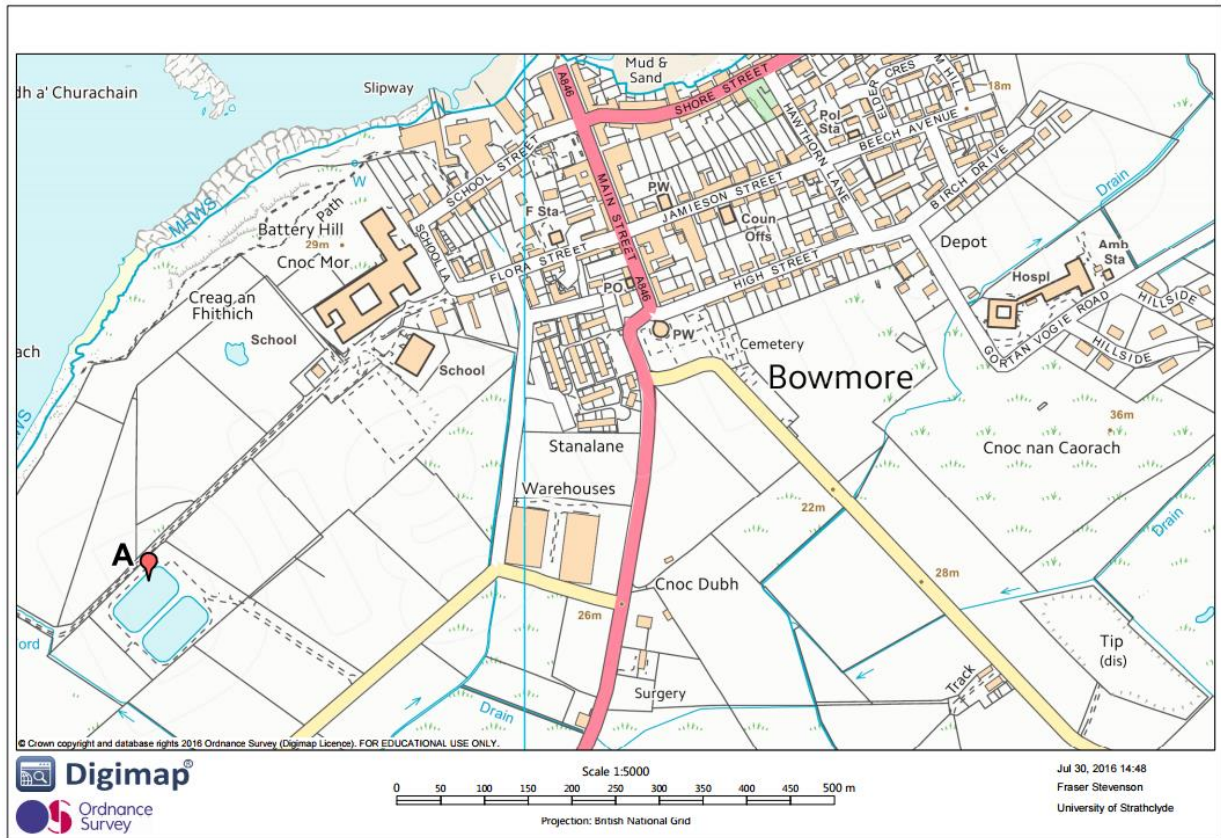 dh a' Churachain
Slipway
Mud &
Sand
A846
SHORE STREET
ELDER CRES
M HILL
18m
Pol
Sta
BEECH AVENUE
HAWTHORN LANE
BIRCH DRIVE
Drain
SCHOOL STREET
MAIN STREET
PW
JAMIESON STREET
W
Path
MHWS
Battery Hill
29m
Cnoc Mor
F Sta
SCHOOL LA
FLORA STREET
Coun
Offs
HIGH STREET
Depot
Amb
Sta
Hospl
A846
PO
Creag an
Fhithich
School
School
PW
Cemetery
GORTAN VOGIE ROAD
HILLSIDE
HILLSIDE
ach
Bowmore
WS
36m
Stanalane
Cnoc nan Caorach
Warehouses
22m
Drain
A
28m
Cnoc Dubh
26m
ord
Tip
(dis)
Surgery
Track
Drain
© Crown copyright and database rights 2016 Ordnance Survey (Digimap Licence). FOR EDUCATIONAL USE ONLY.
Digimap®
Ordnance
Survey
Scale 1:5000
0 50 100 150 200 250 300 350 400 500 m
Projection: British National Grid
Jul 30, 2016 14:48
Fraser Stevenson
University of Strathclyde